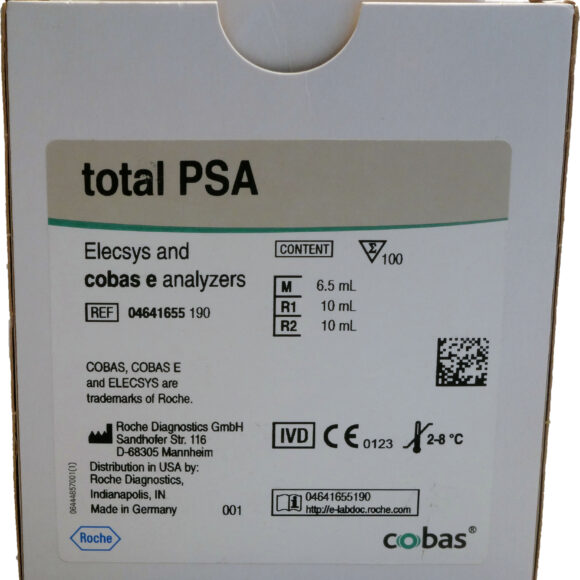 total PSA
Elecsys and
cobas e analyzers
REF 04641655 190
CONTENT Σ 100
M 6.5 mL
R1 10 mL
R2 10 mL
COBAS, COBAS E
and ELECSYS are
trademarks of Roche.
Roche Diagnostics GmbH
Sandhofer Str. 116
D-68305 Mannheim
Distribution in USA by:
Roche Diagnostics,
Indianapolis, IN
Made in Germany 001
IVD CE 0123 2-8 °C
04641655190
http://e-labdoc.roche.com
06444857001(1)
Roche
cobas®